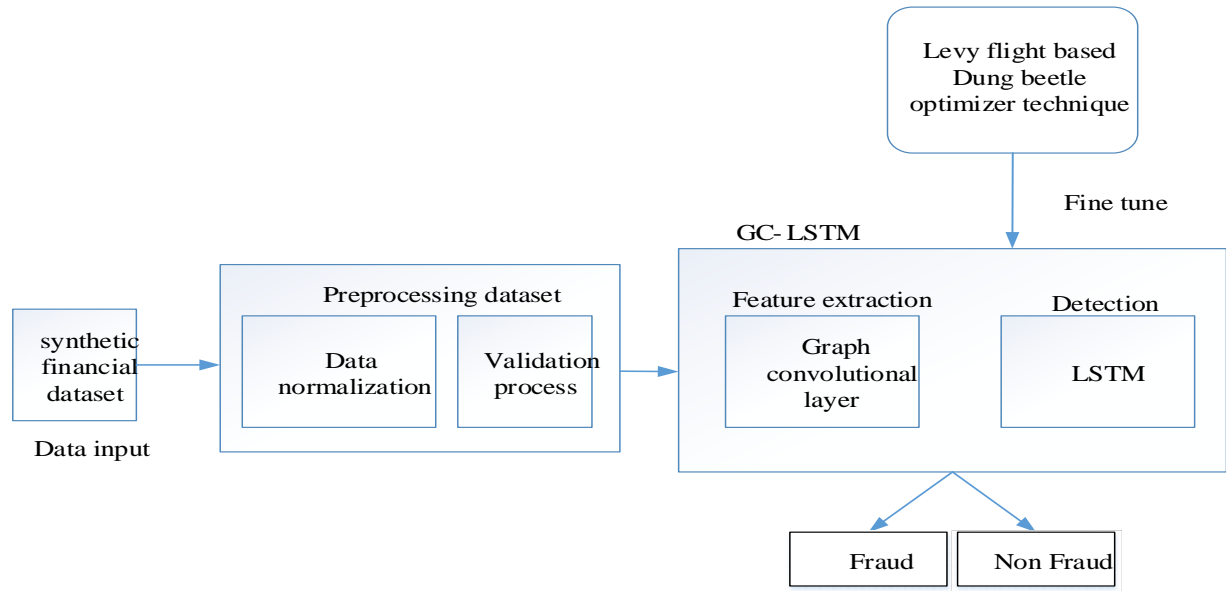 Levy flight based
Dung beetle
optimizer technique
Fine tune
GC- LSTM
Preprocessing dataset
Feature extraction
Detection
synthetic
financial
dataset
Data
normalization
Validation
process
Graph
convolutional
layer
LSTM
Data input
Fraud
Non Fraud